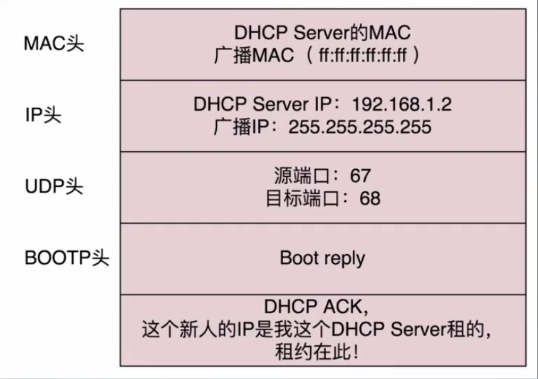 MAC头
DHCP Server的MAC
广播MAC（ff:ff:ff:ff:ff:ff）
IP头
DHCP Server IP：192.168.1.2
广播IP：255.255.255.255
UDP头
源端口：67
目标端口：68
BOOTP头
Boot reply
DHCP ACK，
这个新人的IP是我这个DHCP Server租的，
租约在此！